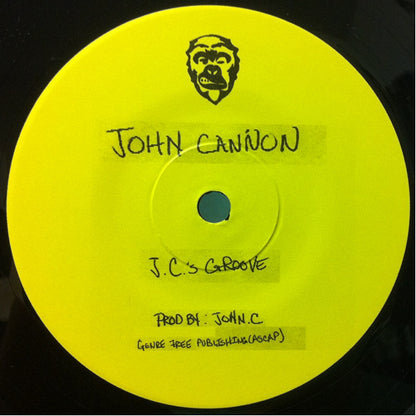 JOHN CANNON
J.C.'s GROOVE
PROD BY: JOHN.C
GENRE FREE PUBLISHING(ASCAP)